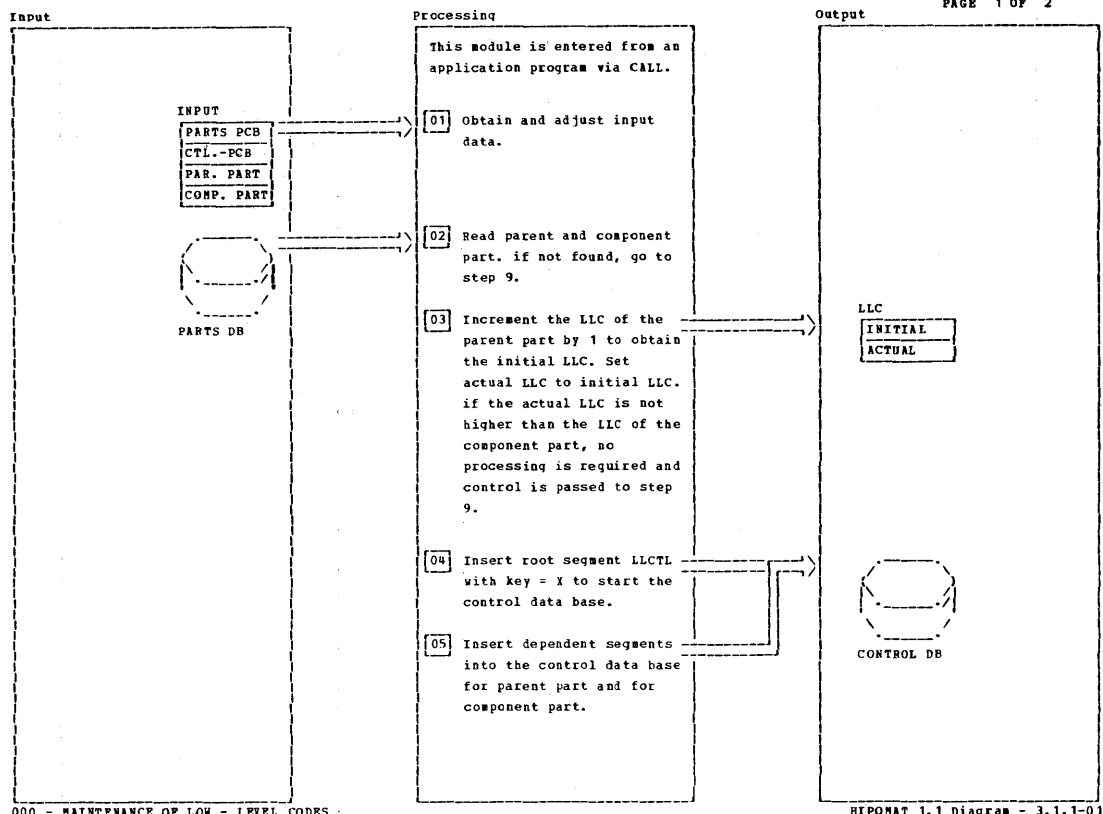 PAGE 1 OF 2
Input
Processing
Output
This module is entered from an
application program via CALL.
INPUT
PARTS PCB
CTL.-PCB
PAR. PART
COMP. PART
01 Obtain and adjust input
data.
02 Read parent and component
part. if not found, go to
step 9.
PARTS DB
03 Increment the LLC of the
parent part by 1 to obtain
the initial LLC. Set
actual LLC to initial LLC.
if the actual LLC is not
higher than the LLC of the
component part, no
processing is required and
control is passed to step
9.
LLC
INITIAL
ACTUAL
04 Insert root segment LLCTL
with key = X to start the
control data base.
05 Insert dependent segments
into the control data base
for parent part and for
component part.
CONTROL DB
000 - MAINTENANCE OF LOW - LEVEL CODES
HIPOMAT 1.1 Diagram - 3.1.1-01